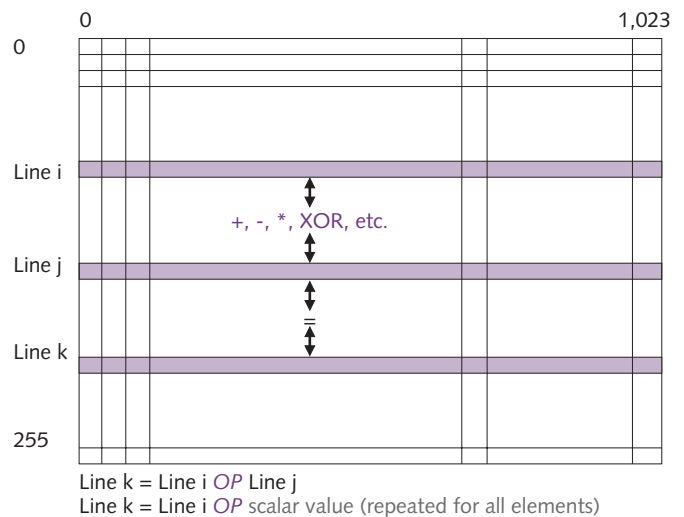 0 1,023
0
Line i
+, -, *, XOR, etc.
Line j
=
Line k
255
Line k = Line i OP Line j
Line k = Line i OP scalar value (repeated for all elements)